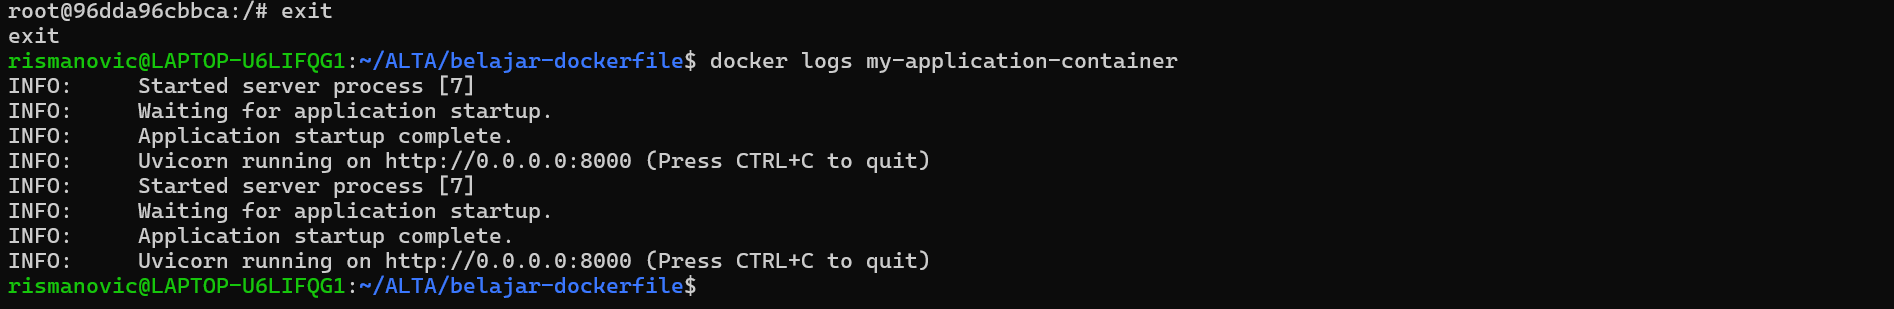 root@96dda96cbbca:/# exit
exit
rismanovic@LAPTOP-U6LIFQG1:~/ALTA/belajar-dockerfile$ docker logs my-application-container
INFO:     Started server process [7]
INFO:     Waiting for application startup.
INFO:     Application startup complete.
INFO:     Uvicorn running on http://0.0.0.0:8000 (Press CTRL+C to quit)
INFO:     Started server process [7]
INFO:     Waiting for application startup.
INFO:     Application startup complete.
INFO:     Uvicorn running on http://0.0.0.0:8000 (Press CTRL+C to quit)
rismanovic@LAPTOP-U6LIFQG1:~/ALTA/belajar-dockerfile$